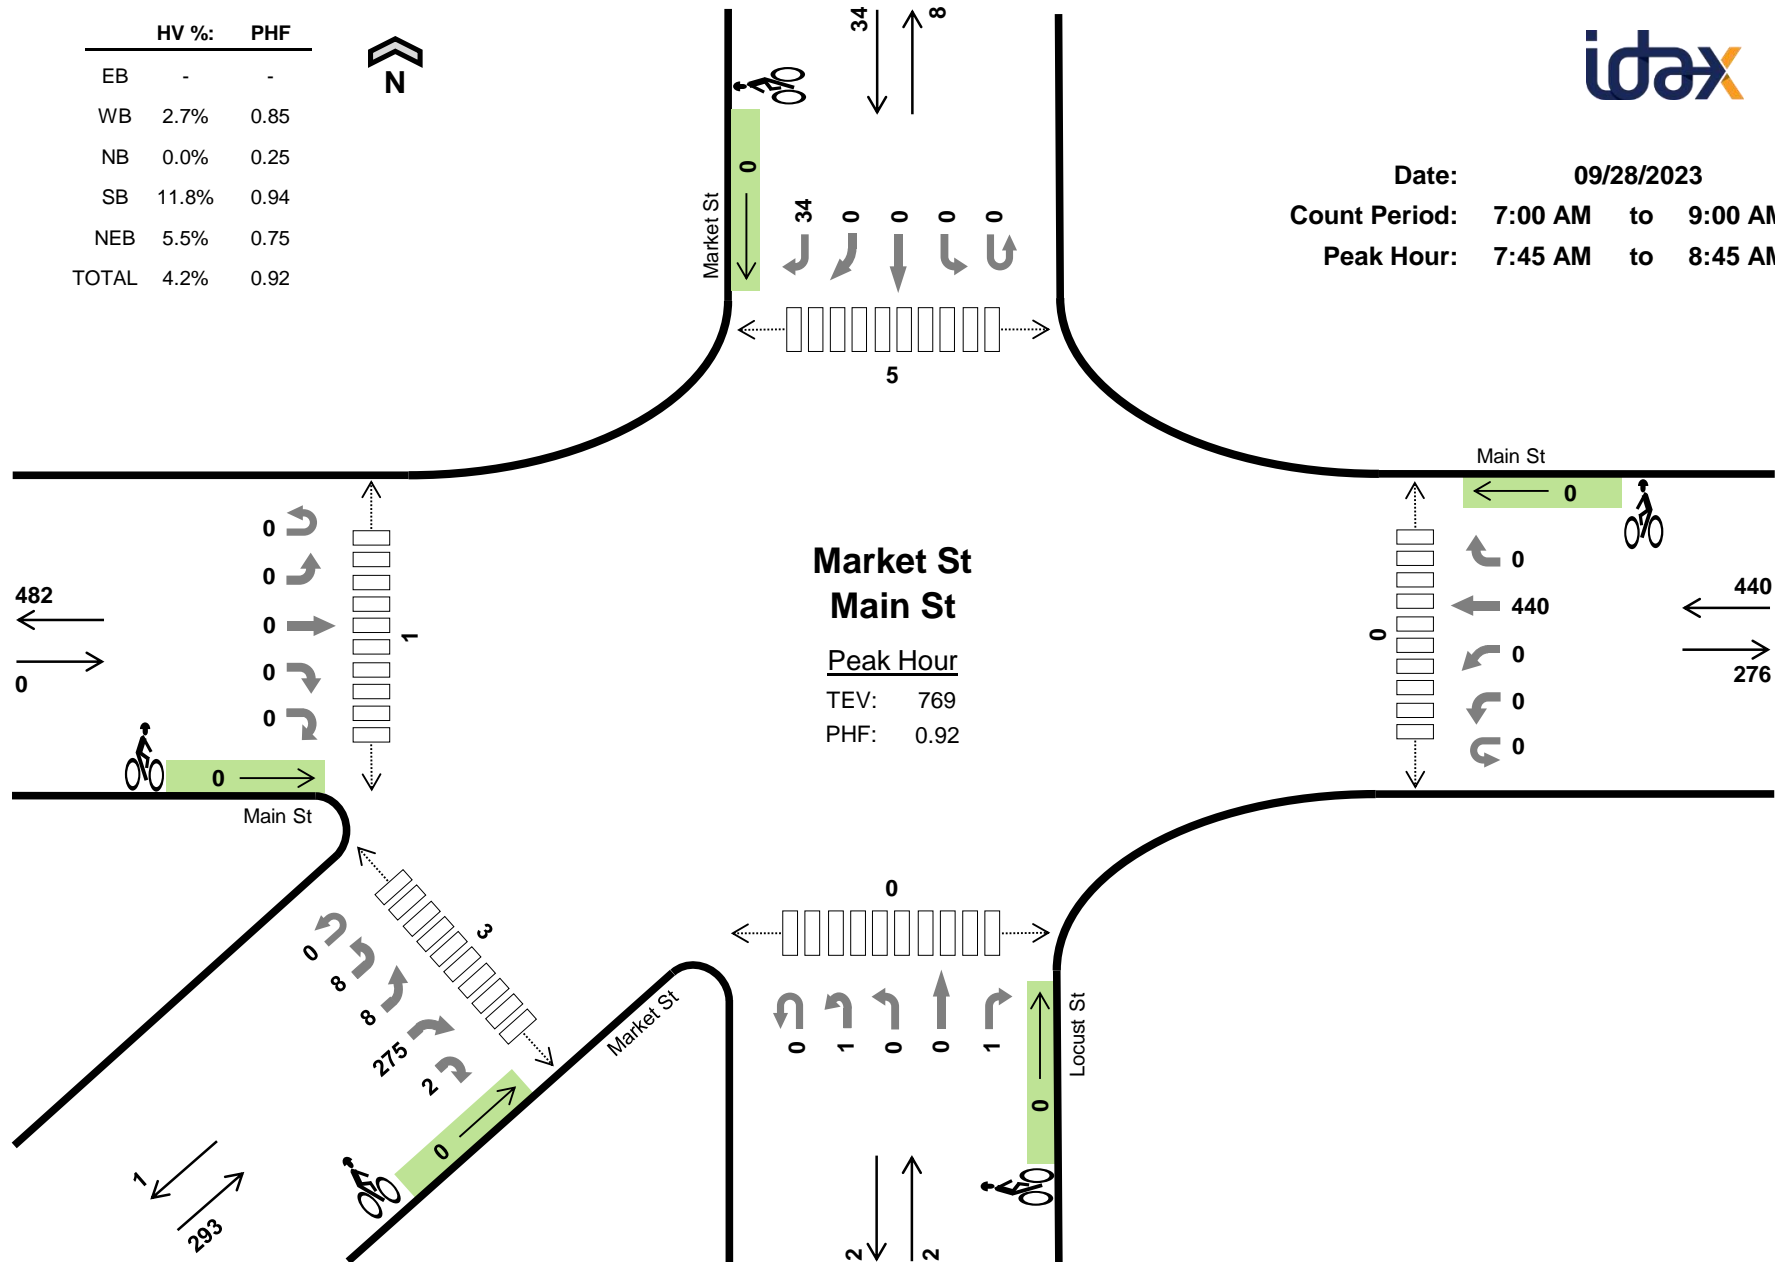 HV %: PHF
EB - -
WB 2.7% 0.85
NB 0.0% 0.25
SB 11.8% 0.94
NEB 5.5% 0.75
TOTAL 4.2% 0.92
N
idax
Date: 09/28/2023
Count Period: 7:00 AM to 9:00 AM
Peak Hour: 7:45 AM to 8:45 AM
34 8
0
Market St
34 0 0 0 0
5
Main St
0
0
0
0
0
0
482
0
1
0
Main St
Market St
Main St
Peak Hour
TEV: 769
PHF: 0.92
0
0
440
0
0
0
440
276
3
0
8
8
275
2
0
Market St
1
293
0
0 1 0 0 1
0
Locust St
2 2